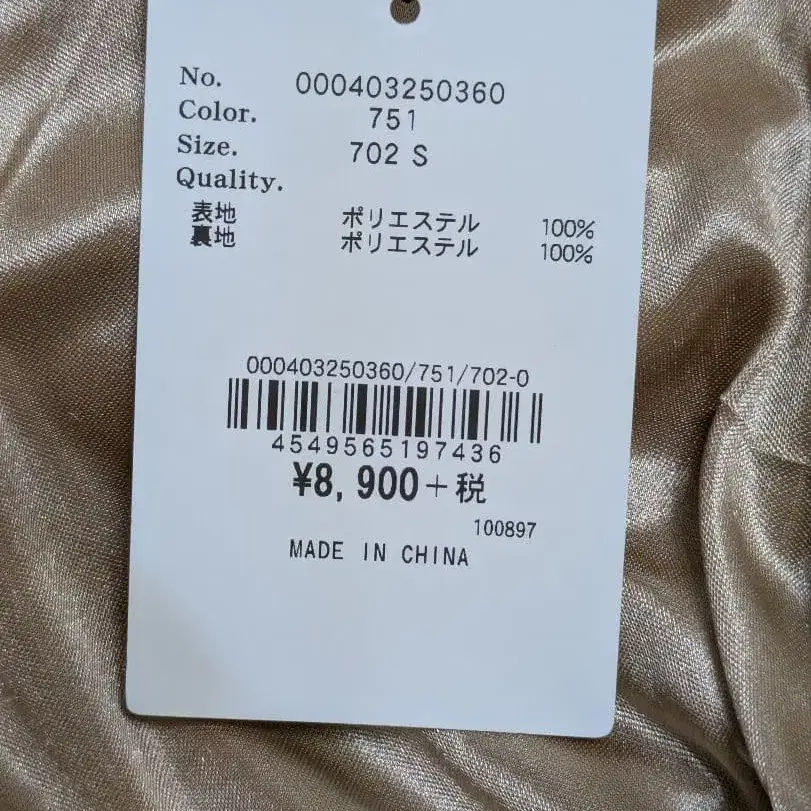 No. 000403250360
Color. 751
Size. 702 S
Quality.
表地 ポリエステル 100%
裏地 ポリエステル 100%
000403250360/751/702-0
4549565197436
¥8,900+税
100897
MADE IN CHINA